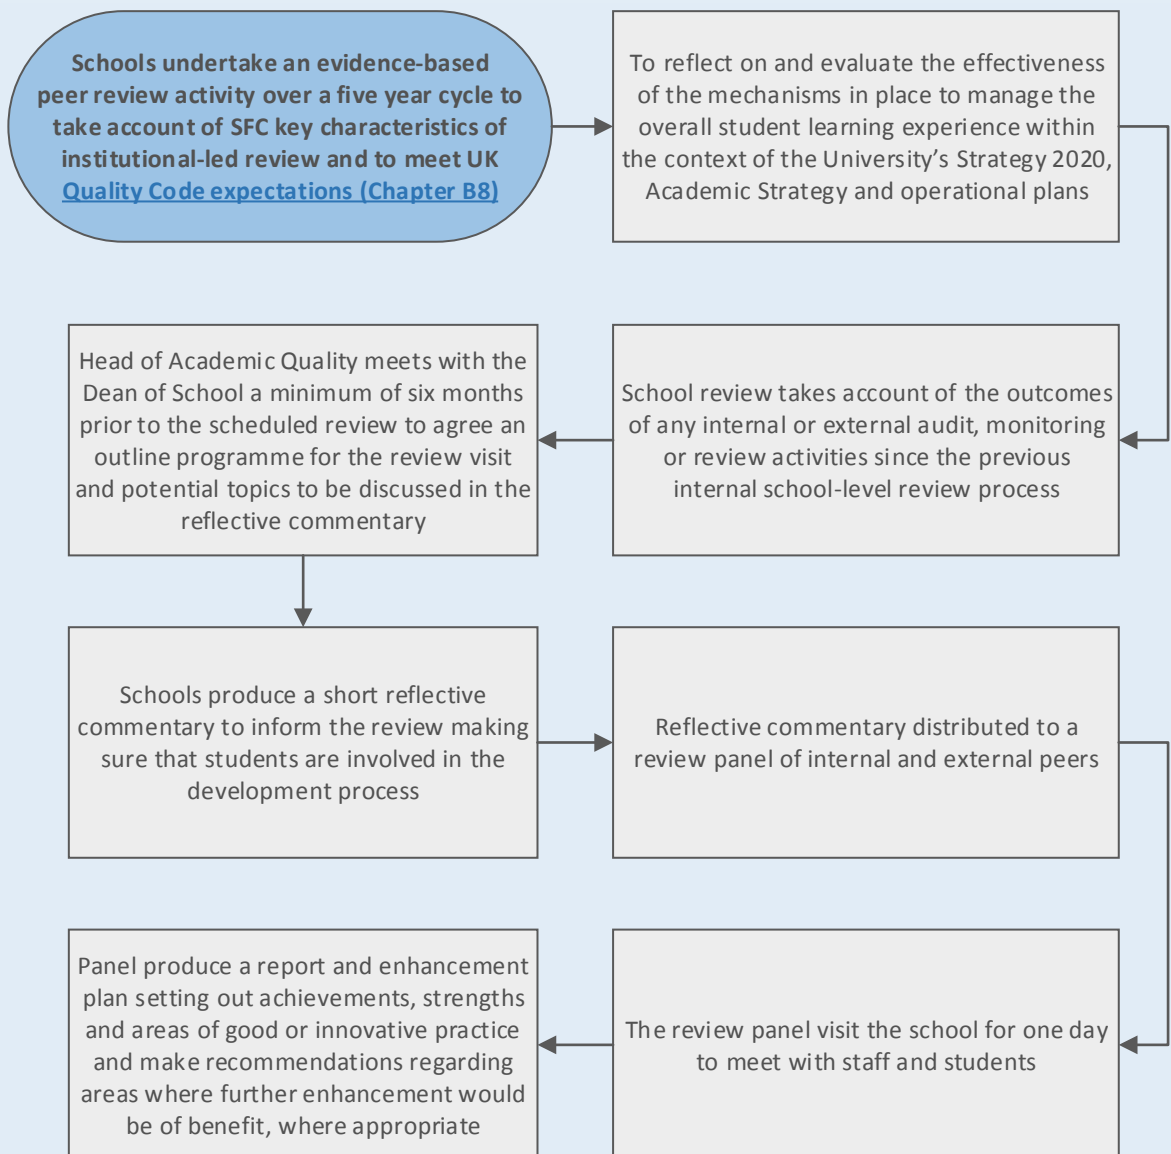 Schools undertake an evidence-based
peer review activity over a five year cycle to
take account of SFC key characteristics of
institutional-led review and to meet UK
Quality Code expectations (Chapter B8)
To reflect on and evaluate the effectiveness
of the mechanisms in place to manage the
overall student learning experience within
the context of the University’s Strategy 2020,
Academic Strategy and operational plans
School review takes account of the outcomes
of any internal or external audit, monitoring
or review activities since the previous
internal school-level review process
Head of Academic Quality meets with the
Dean of School a minimum of six months
prior to the scheduled review to agree an
outline programme for the review visit
and potential topics to be discussed in the
reflective commentary
Schools produce a short reflective
commentary to inform the review making
sure that students are involved in the
development process
Reflective commentary distributed to a
review panel of internal and external peers
The review panel visit the school for one day
to meet with staff and students
Panel produce a report and enhancement
plan setting out achievements, strengths
and areas of good or innovative practice
and make recommendations regarding
areas where further enhancement would
be of benefit, where appropriate